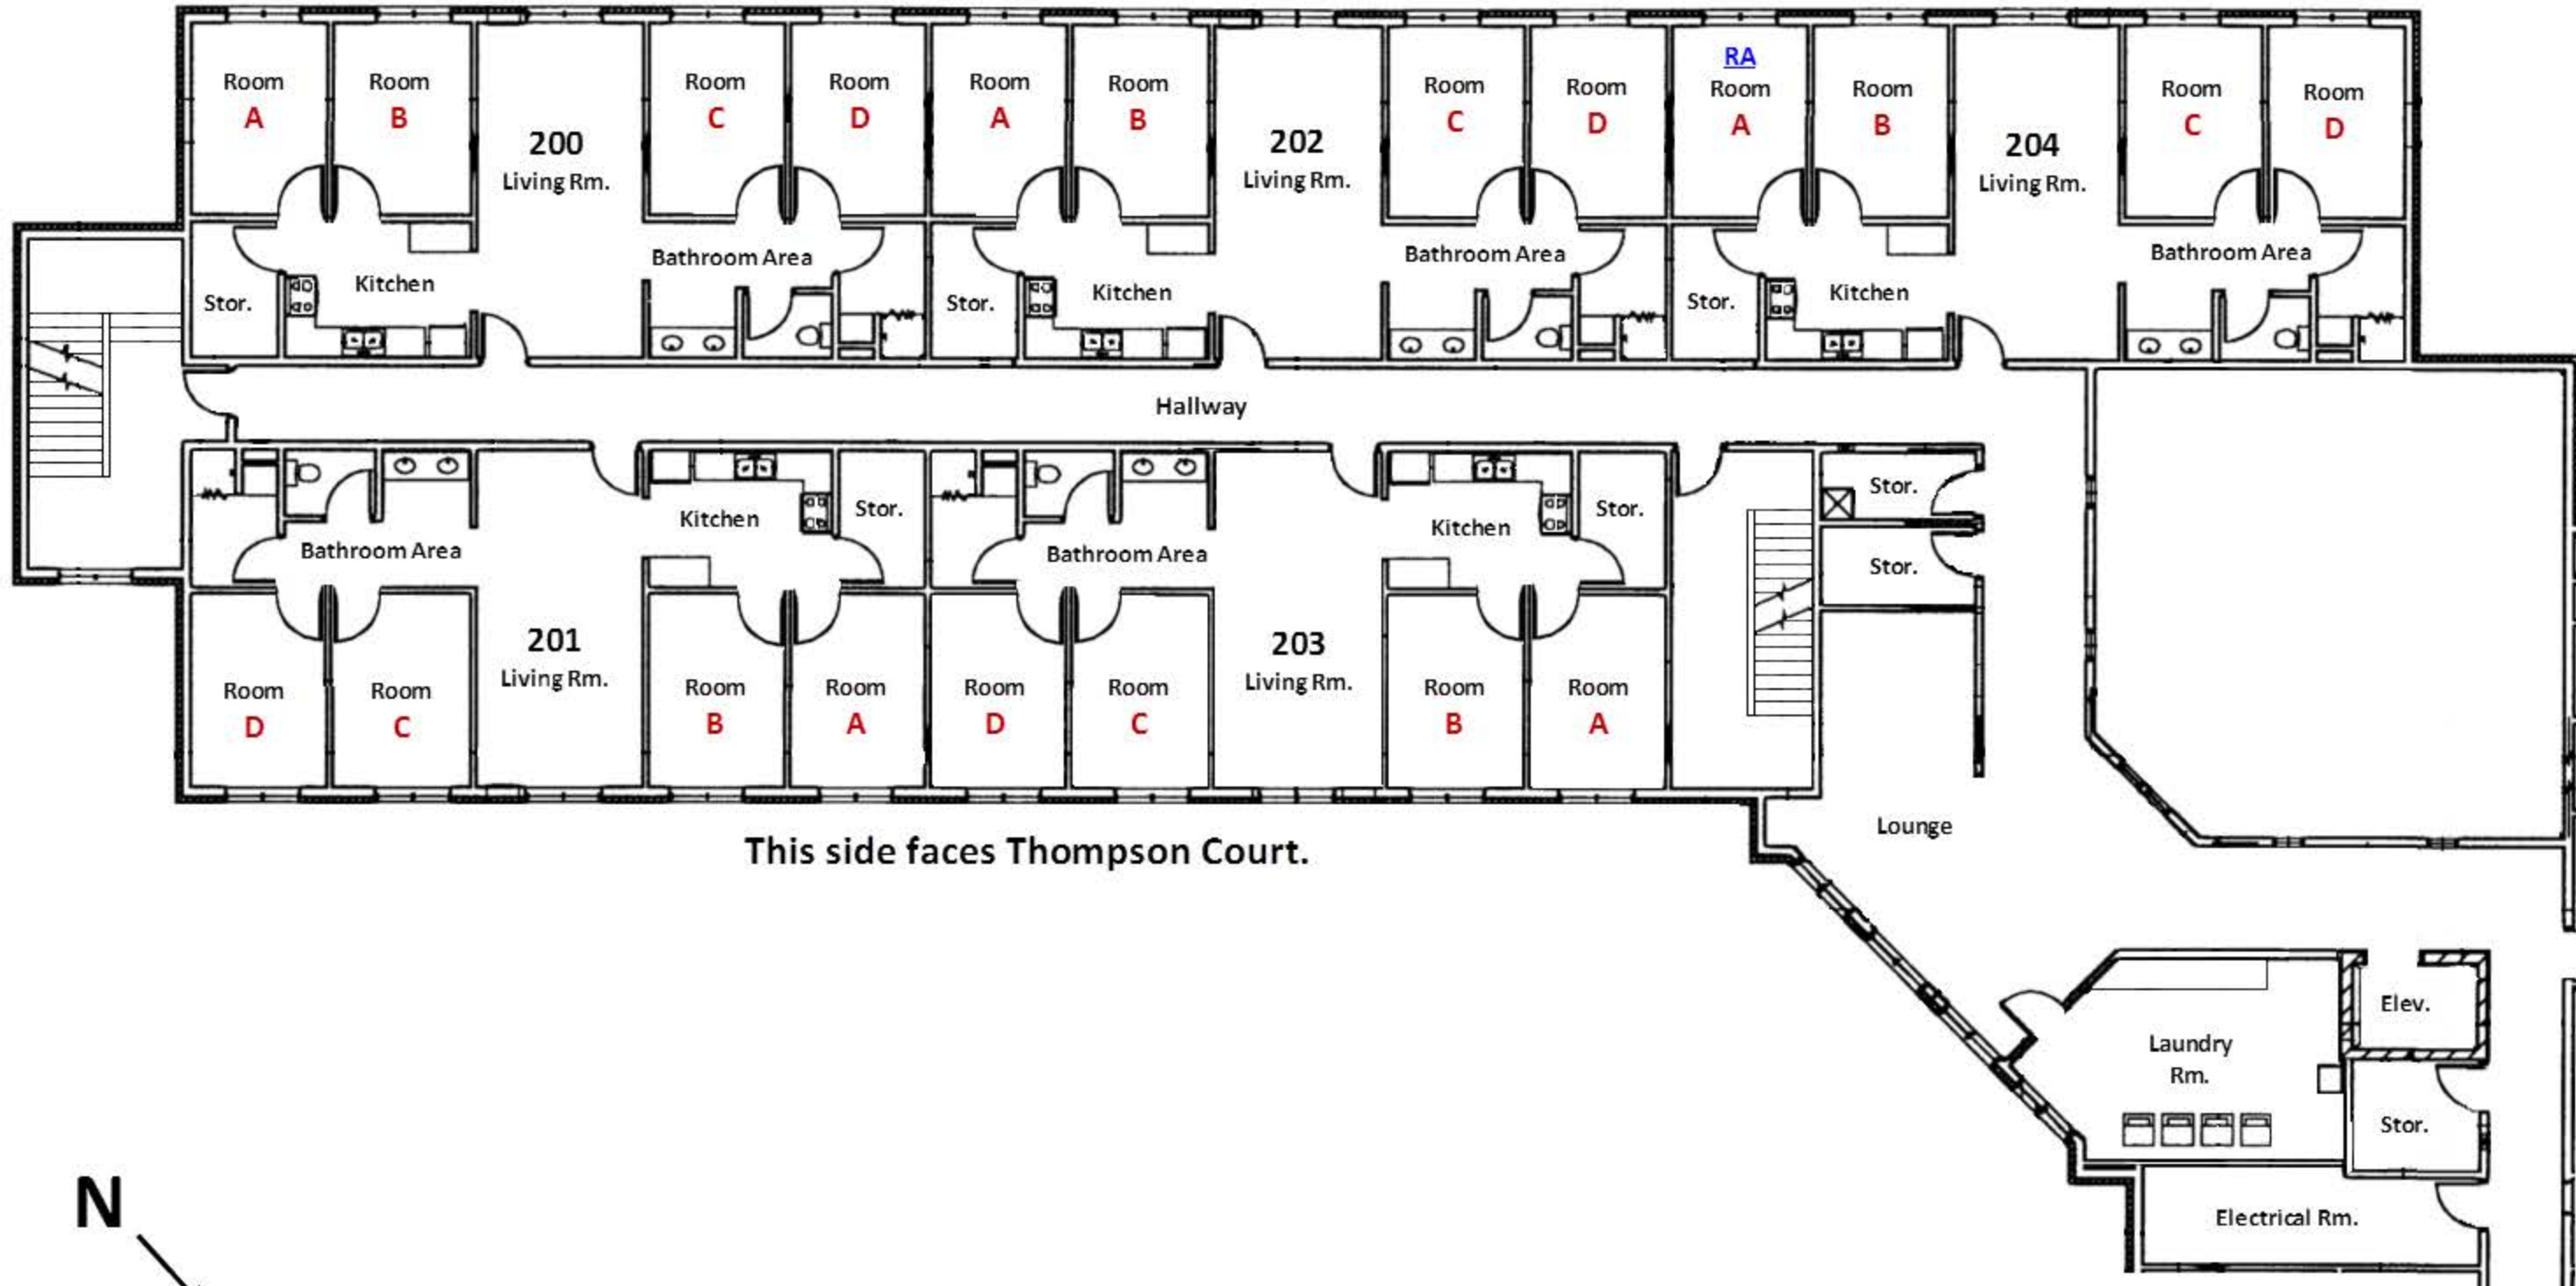 Room
A
Room
B
200
Living Rm.
Room
C
Room
D
Room
A
Room
B
202
Living Rm.
Room
C
Room
D
RA
Room
A
Room
B
204
Living Rm.
Room
C
Room
D
Stor.
Kitchen
Bathroom Area
Stor.
Kitchen
Bathroom Area
Stor.
Kitchen
Bathroom Area
Hallway
Bathroom Area
Kitchen
Stor.
Bathroom Area
Kitchen
Stor.
Stor.
Stor.
Room
D
Room
C
201
Living Rm.
Room
B
Room
A
Room
D
Room
C
203
Living Rm.
Room
B
Room
A
Lounge
This side faces Thompson Court.
Elev.
Laundry
Rm.
Stor.
Electrical Rm.
N